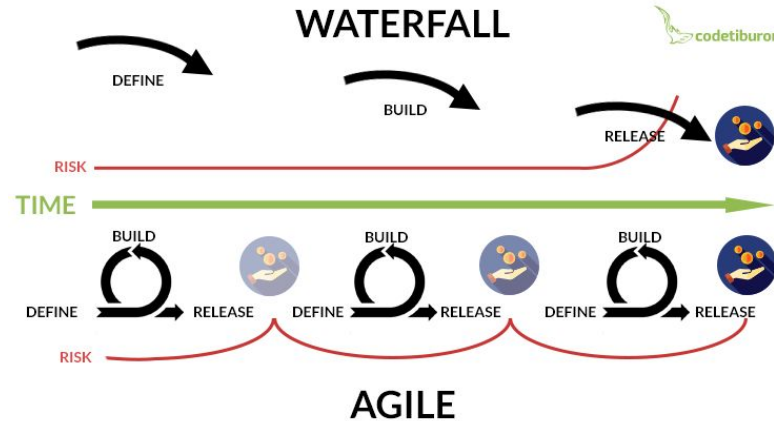 WATERFALL
codetiburon
DEFINE
BUILD
RELEASE
RISK
TIME
BUILD
BUILD
BUILD
DEFINE
RELEASE
DEFINE
RELEASE
DEFINE
RELEASE
RISK
AGILE